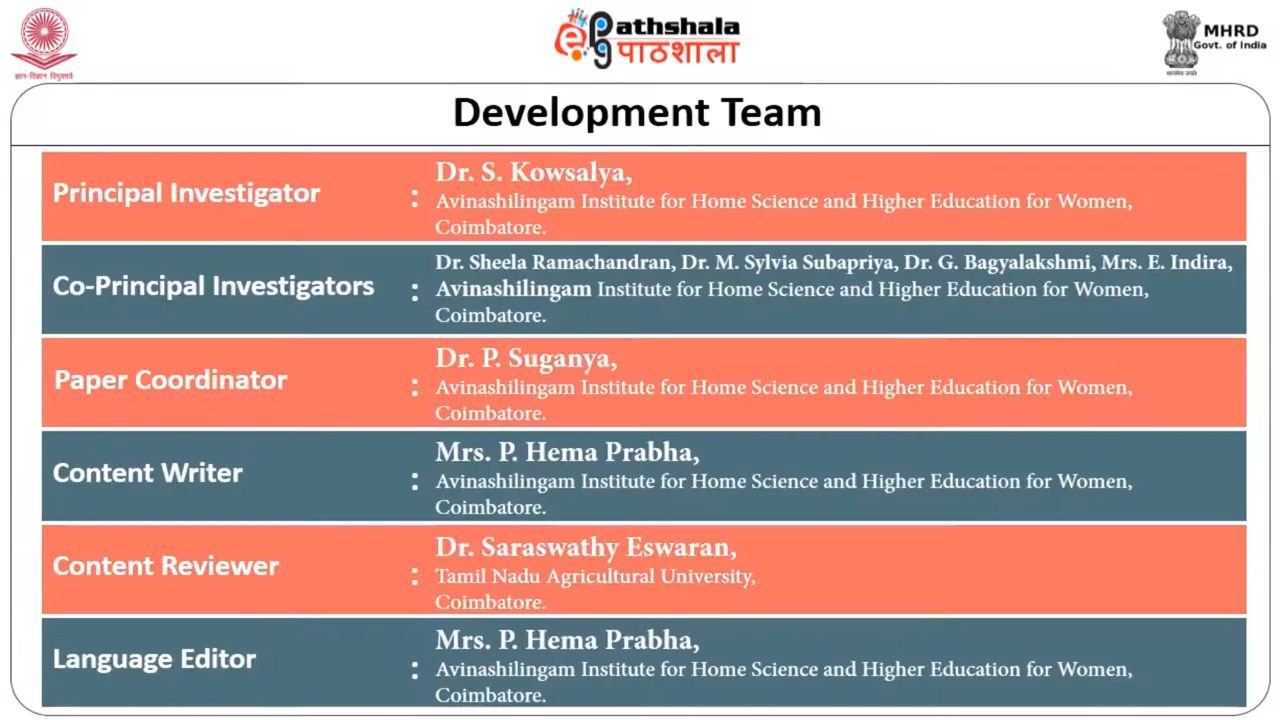 ज्ञान-विज्ञान विमुक्तये
ePG Pathshala
पाठशाला
MHRD
Govt. of India
सत्यमेव जयते
Development Team
Principal Investigator : Dr. S. Kowsalya,
Avinashilingam Institute for Home Science and Higher Education for Women,
Coimbatore.
Co-Principal Investigators : Dr. Sheela Ramachandran, Dr. M. Sylvia Subapriya, Dr. G. Bagyalakshmi, Mrs. E. Indira,
Avinashilingam Institute for Home Science and Higher Education for Women,
Coimbatore.
Paper Coordinator : Dr. P. Suganya,
Avinashilingam Institute for Home Science and Higher Education for Women,
Coimbatore.
Content Writer : Mrs. P. Hema Prabha,
Avinashilingam Institute for Home Science and Higher Education for Women,
Coimbatore.
Content Reviewer : Dr. Saraswathy Eswaran,
Tamil Nadu Agricultural University,
Coimbatore.
Language Editor : Mrs. P. Hema Prabha,
Avinashilingam Institute for Home Science and Higher Education for Women,
Coimbatore.